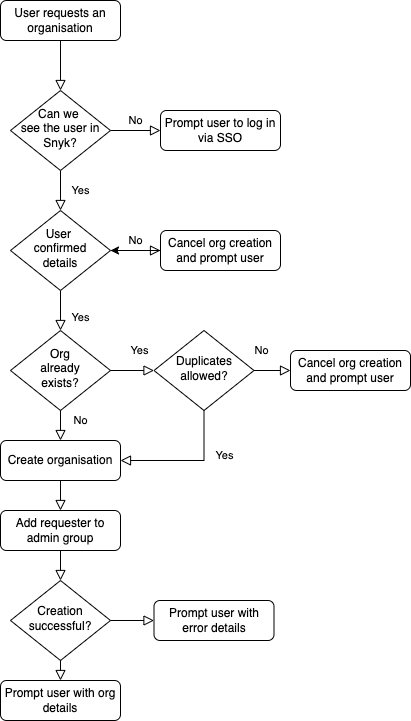 User requests an
organisation
Can we
see the user in
Snyk?
No
Prompt user to log in
via SSO
Yes
User
confirmed
details
No
Cancel org creation
and prompt user
Yes
Org
already
exists?
Yes
Duplicates
allowed?
No
Cancel org creation
and prompt user
No
Yes
Create organisation
Add requester to
admin group
Creation
successful?
Prompt user with
error details
Prompt user with org
details